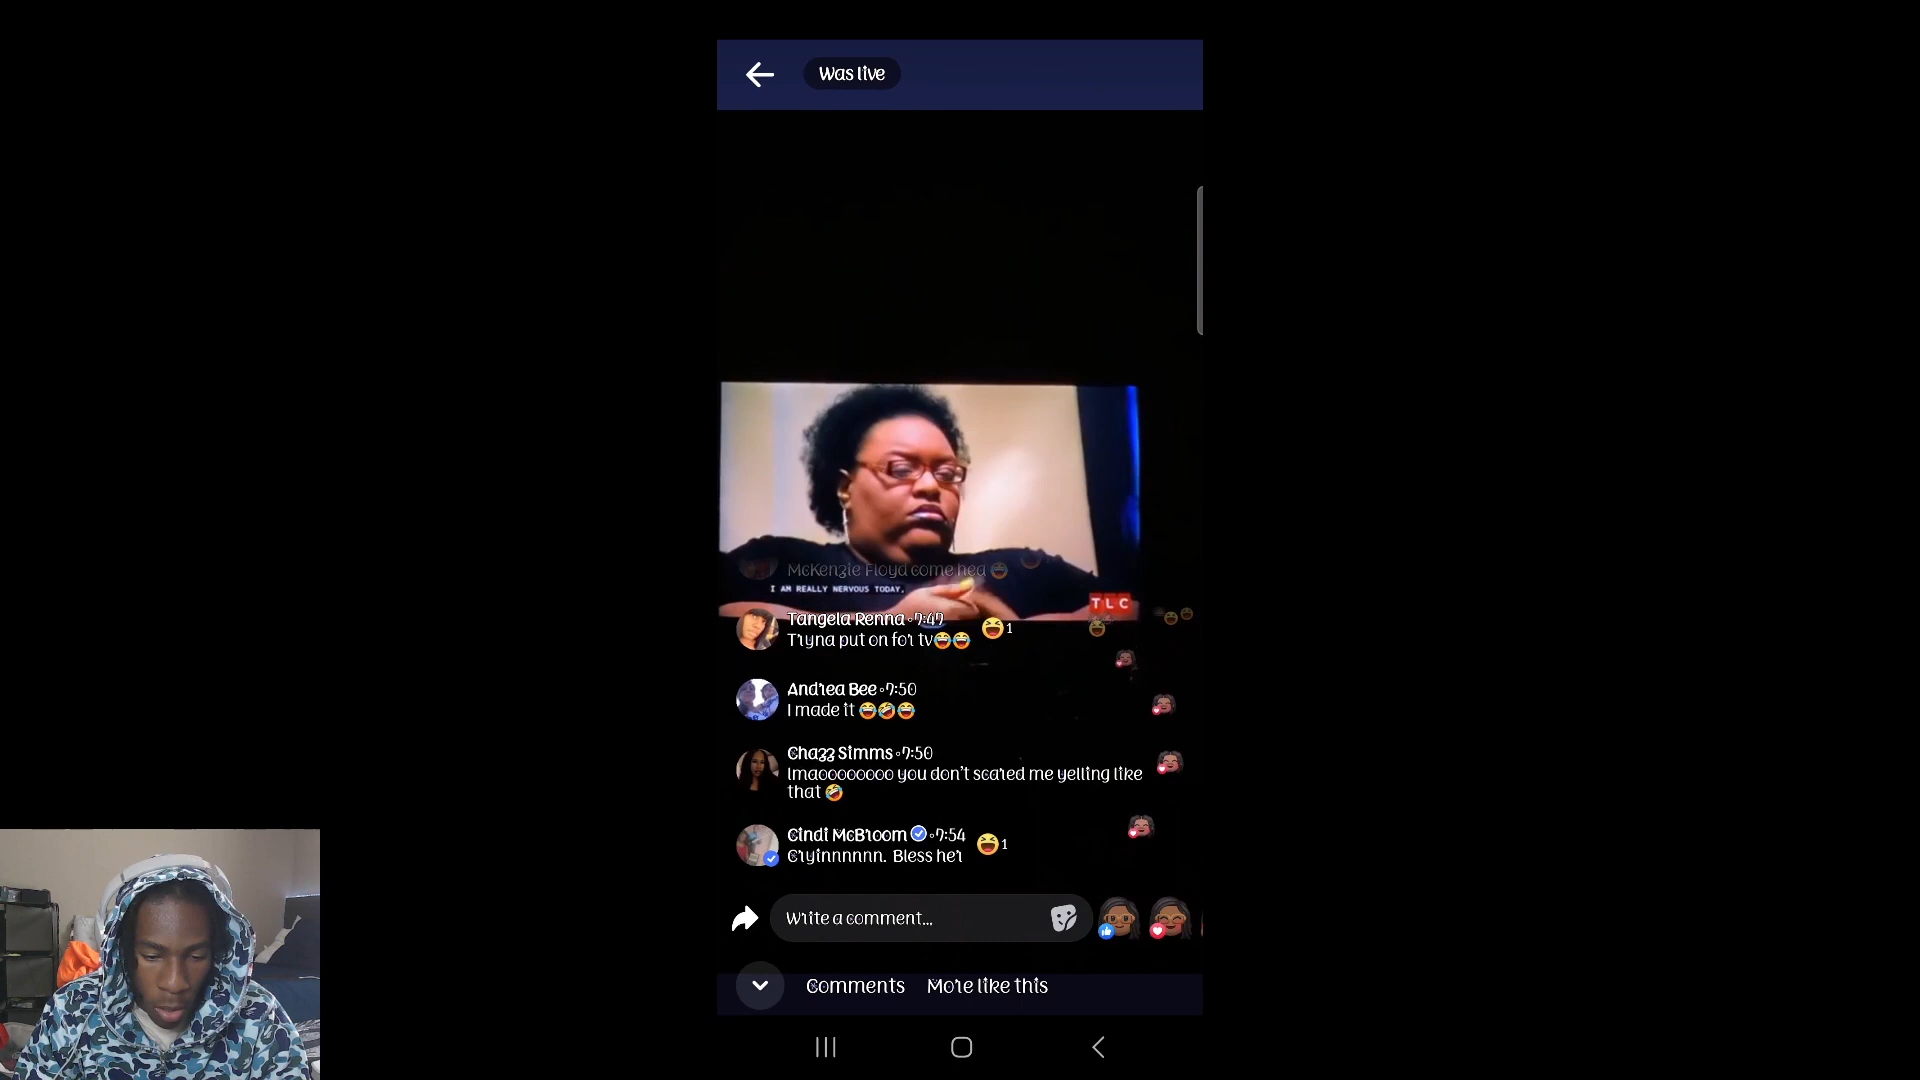 Was live
McKenzie Floyd come hea 😂
I AM REALLY NERVOUS TODAY,
TLC
Tangela Renna • 7:47
Tryna put on for tv😂😂
1
Andrea Bee • 7:50
I made it 😂🤣😂
Chazz Simms • 7:50
lmaoooooooo you don't scared me yelling like
that 🤣
Cindi McBroom • 7:54
Cryinnnnnn. Bless her
1
Write a comment...
Comments More like this